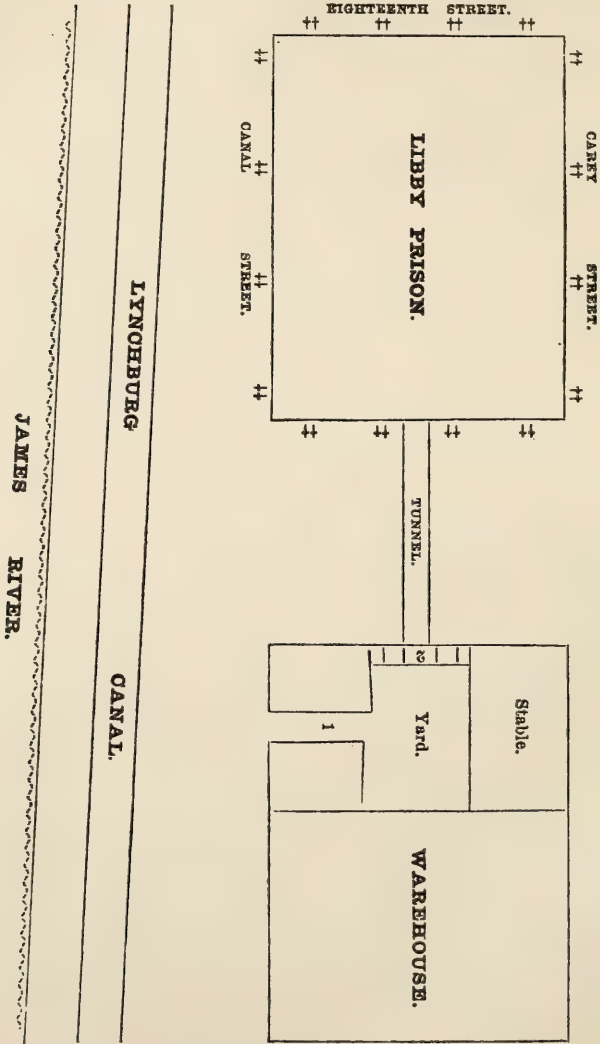 EIGHTEENTH STREET.
CAREY STREET.
LIBBY PRISON.
CANAL STREET.
TUNNEL.
Stable.
2
Yard.
1
WAREHOUSE.
LYNCHBURG CANAL.
JAMES RIVER.